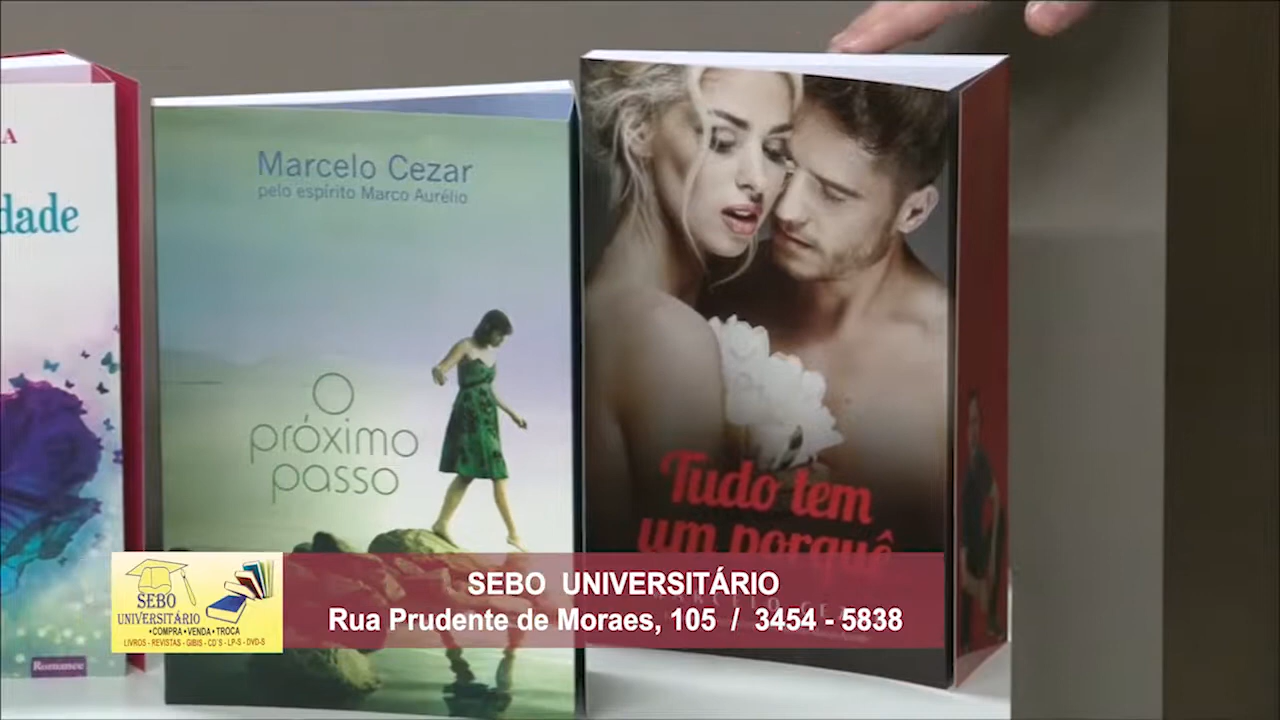 A
dade
Romance
Marcelo Cezar
pelo espírito Marco Aurélio
O
próximo
passo
Tudo tem
um porquê
SEBO
UNIVERSITÁRIO
•COMPRA•VENDA•TROCA
LIVROS - REVISTAS - GIBIS - CD´S - LP-S - DVD-S
SEBO UNIVERSITÁRIO
Rua Prudente de Moraes, 105 / 3454 - 5838